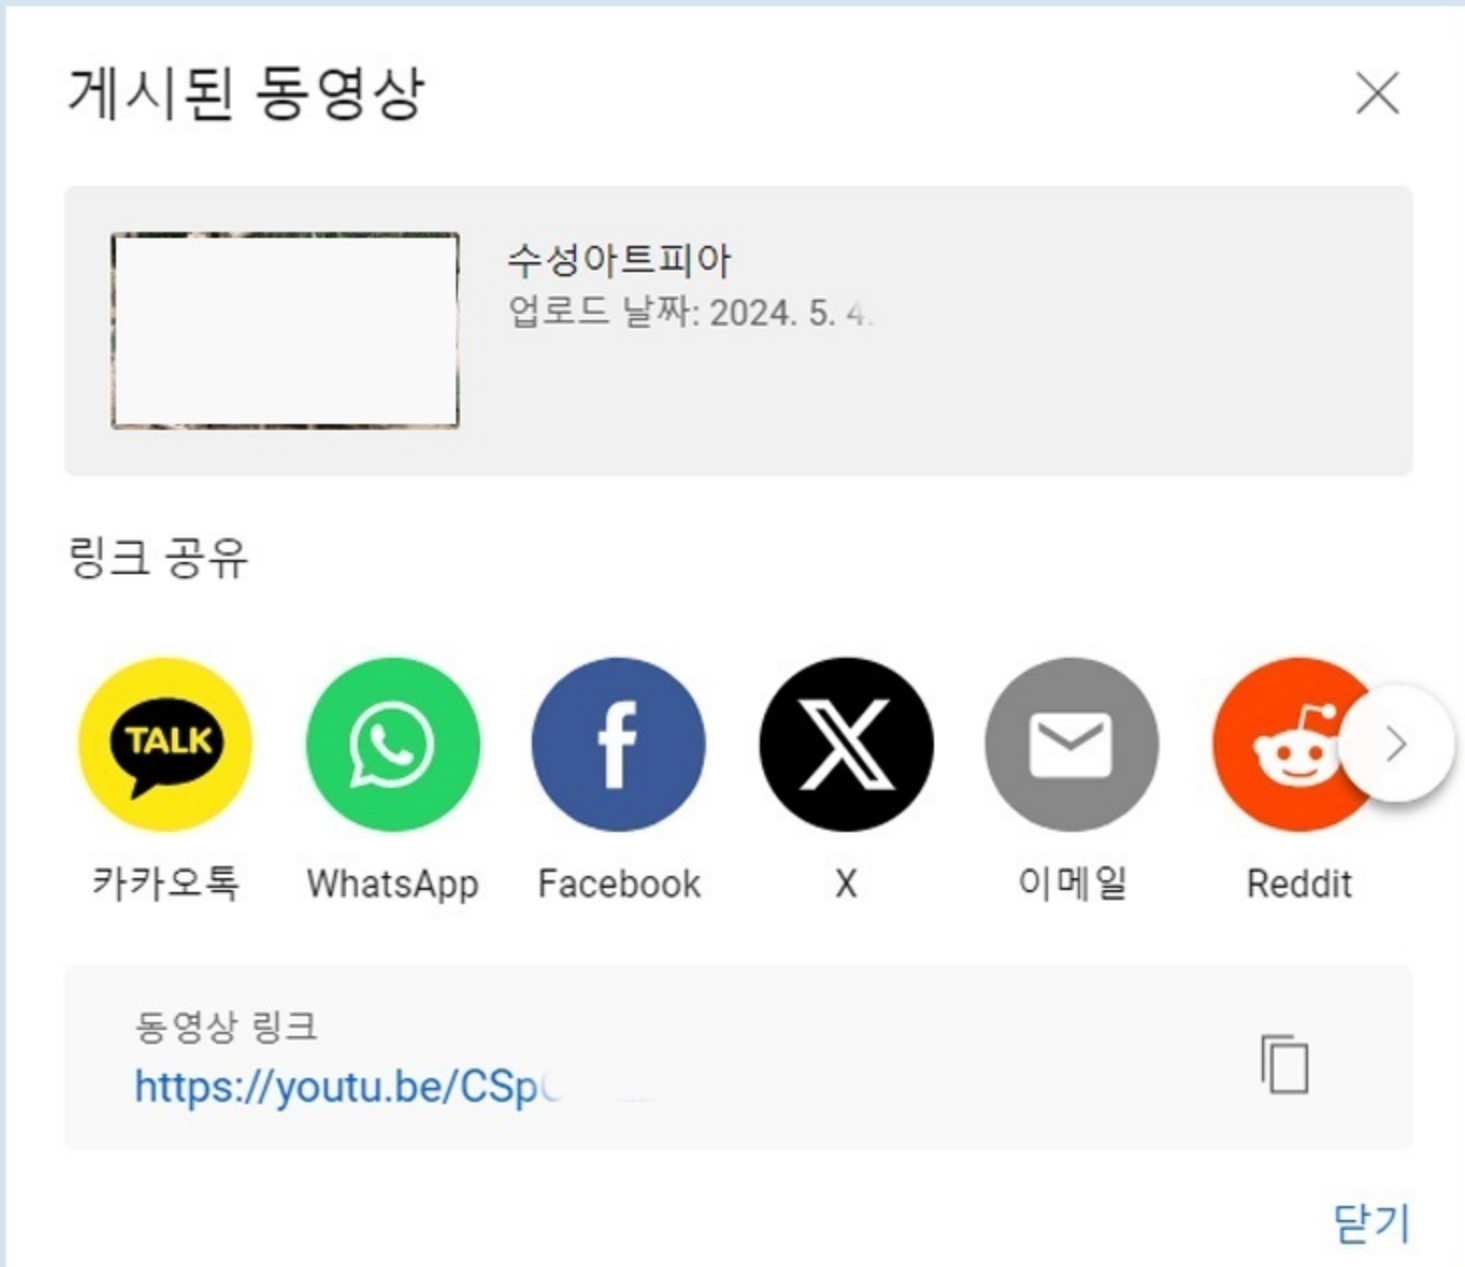 게시된 동영상
수성아트피아
업로드 날짜: 2024. 5. 4.
링크 공유
TALK
카카오톡
WhatsApp
Facebook
X
이메일
Reddit
동영상 링크
https://youtu.be/CSp
닫기